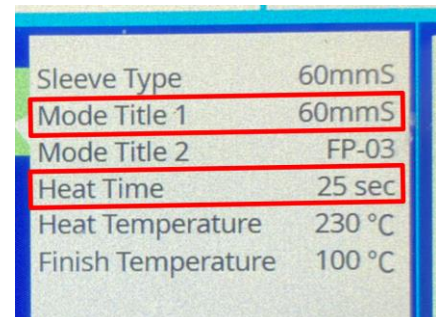 Sleeve Type 60mmS
Mode Title 1 60mmS
Mode Title 2 FP-03
Heat Time 25 sec
Heat Temperature 230 °C
Finish Temperature 100 °C